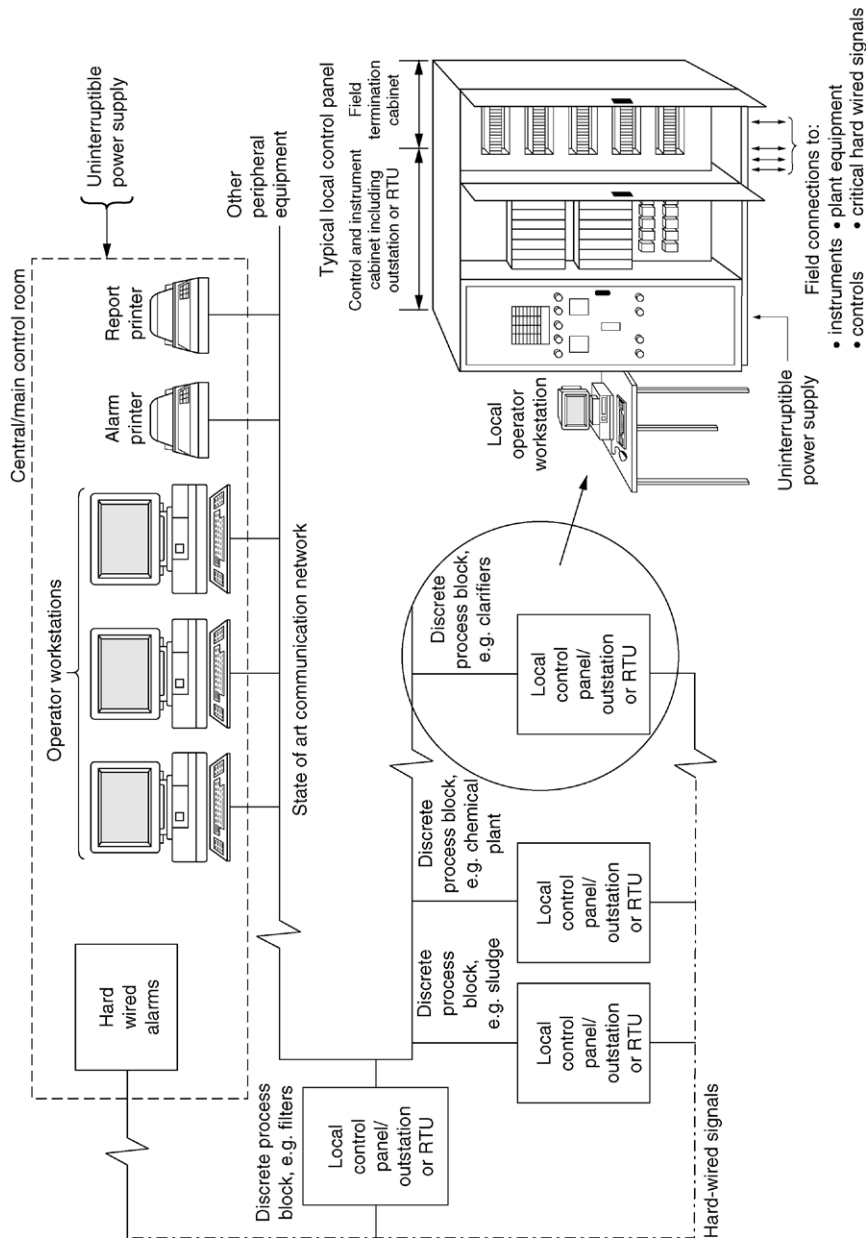 Central/main control room
Uninterruptible
power supply
Operator workstations
Hard
wired
alarms
Alarm
printer
Report
printer
Other
peripheral
equipment
State of art communication network
Discrete process
block, e.g. filters
Local
control
panel/
outstation
or RTU
Discrete
process
block,
e.g. sludge
Local
control
panel/
outstation
or RTU
Discrete
process block,
e.g. chemical
plant
Local
control
panel/
outstation
or RTU
Discrete
process block,
e.g. clarifiers
Local
control
panel/
outstation
or RTU
Hard-wired signals
Typical local control panel
Control and instrument
cabinet including
outstation or RTU
Field
termination
cabinet
Local
operator
workstation
Uninterruptible
power supply
Field connections to:
• instruments • plant equipment
• controls • critical hard wired signals